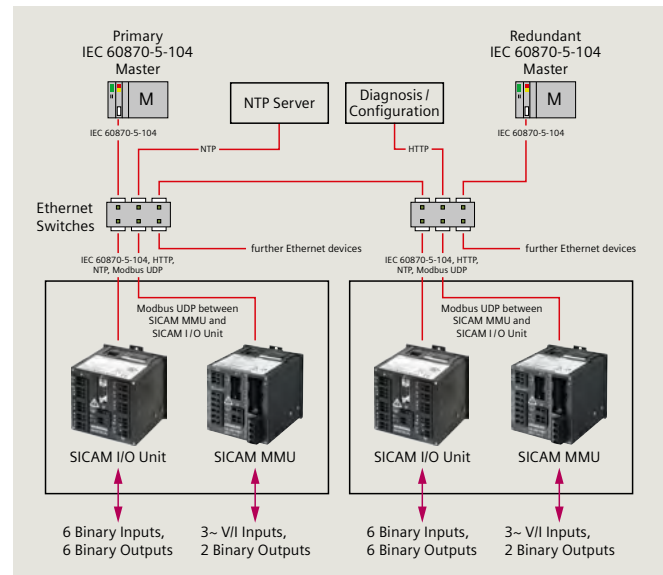 Primary
IEC 60870-5-104
Master
Redundant
IEC 60870-5-104
Master
M
NTP Server
Diagnosis /
Configuration
M
IEC 60870-5-104
IEC 60870-5-104
NTP
HTTP
Ethernet
Switches
further Ethernet devices
further Ethernet devices
IEC 60870-5-104, HTTP,
NTP, Modbus UDP
IEC 60870-5-104, HTTP,
NTP, Modbus UDP
Modbus UDP between
SICAM MMU and
SICAM I/O Unit
Modbus UDP between
SICAM MMU and
SICAM I/O Unit
SICAM I/O Unit
SICAM MMU
SICAM I/O Unit
SICAM MMU
6 Binary Inputs,
6 Binary Outputs
3~ V/I Inputs,
2 Binary Outputs
6 Binary Inputs,
6 Binary Outputs
3~ V/I Inputs,
2 Binary Outputs